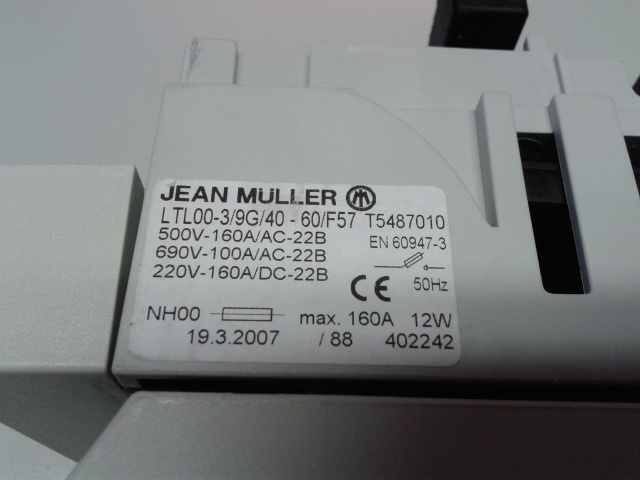 JEAN MÜLLER M
LTL00-3/9G/40 - 60/F57 T5487010
500V-160A/AC-22B EN 60947-3
690V-100A/AC-22B
220V-160A/DC-22B CE 50Hz
NH00 max. 160A 12W
19.3.2007 / 88 402242